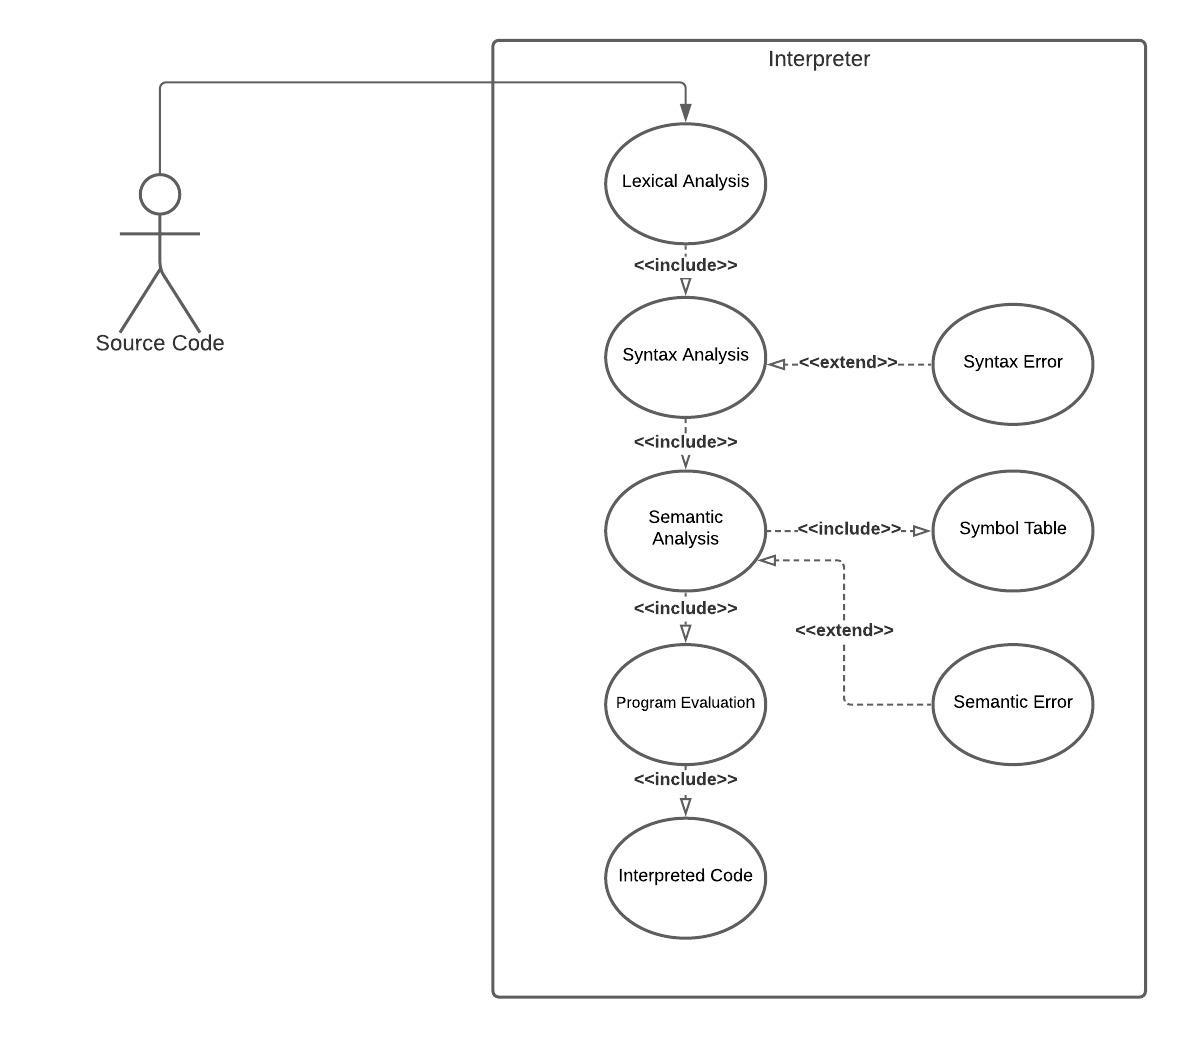 Interpreter
Lexical Analysis
<<include>>
Source Code
Syntax Analysis
<<extend>>
Syntax Error
<<include>>
Semantic
Analysis
<<include>>
Symbol Table
<<include>>
<<extend>>
Program Evaluation
Semantic Error
<<include>>
Interpreted Code